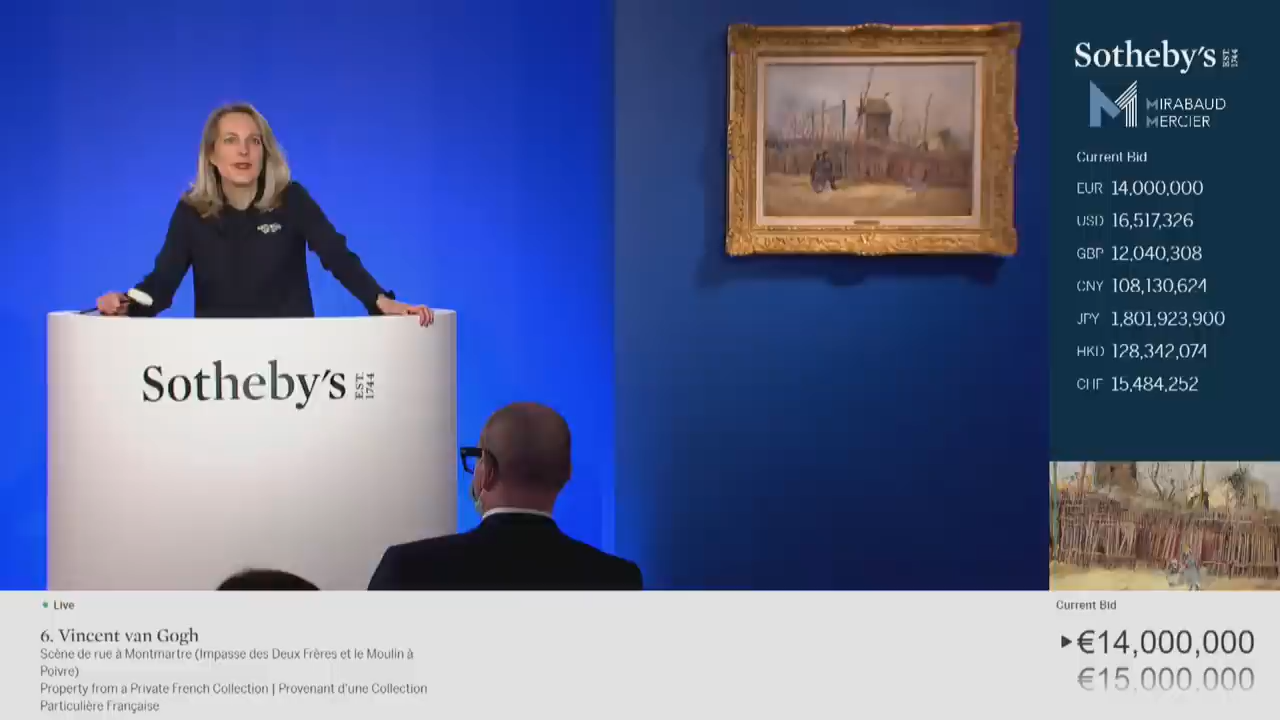 Sotheby's EST. 1744
MIRABAUD
MERCIER
Current Bid
EUR 14,000,000
USD 16,517,326
GBP 12,040,308
CNY 108,130,624
JPY 1,801,923,900
HKD 128,342,074
CHF 15,484,252
Sotheby's EST. 1744
Live
6. Vincent van Gogh
Scène de rue à Montmartre (Impasse des Deux Frères et le Moulin à
Poivre)
Property from a Private French Collection | Provenant d'une Collection
Particulière Française
Current Bid
€14,000,000
€15,000,000